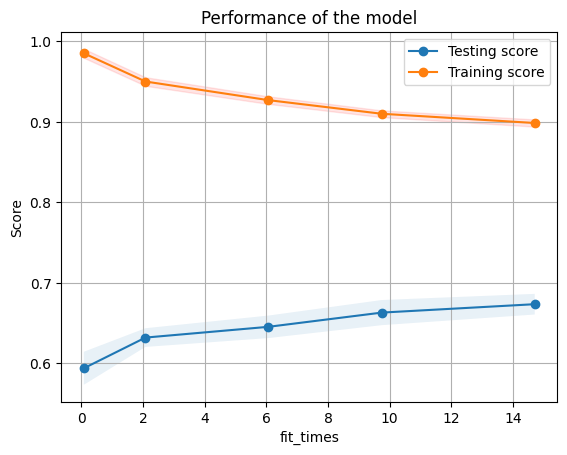 Performance of the model
Testing score
Training score
1.0
0.9
0.8
0.7
0.6
Score
0 2 4 6 8 10 12 14
fit_times